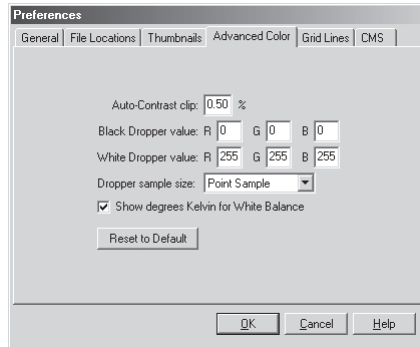 Preferences
General File Locations Thumbnails Advanced Color Grid Lines CMS
Auto-Contrast clip: 0.50 %
Black Dropper value: R 0 G 0 B 0
White Dropper value: R 255 G 255 B 255
Dropper sample size: Point Sample
Show degrees Kelvin for White Balance
Reset to Default
OK Cancel Help